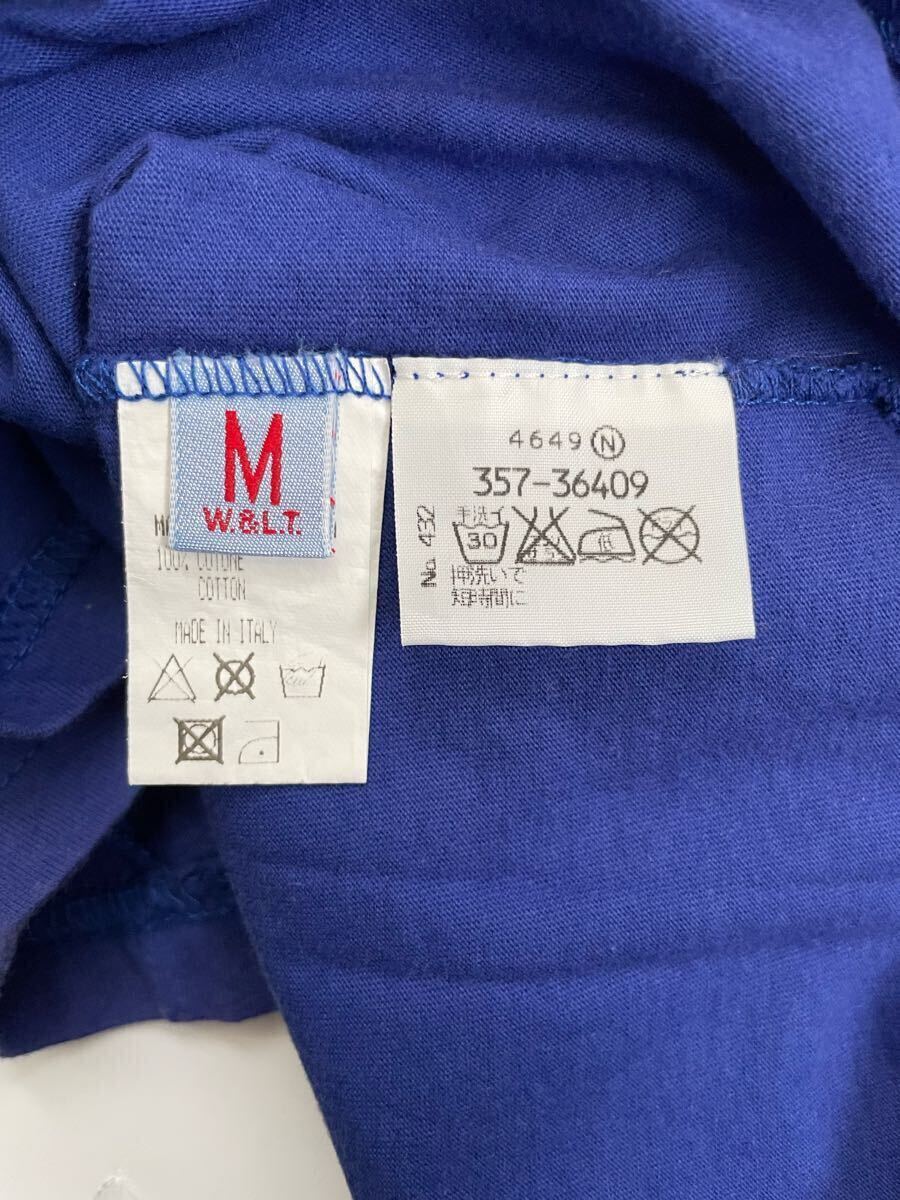 M
W.&L.T.
100% COTONE
COTTON
MADE IN ITALY
4649 Ⓝ
357-36409
No. 432
手洗イ
30
低
押洗いで
短時間に